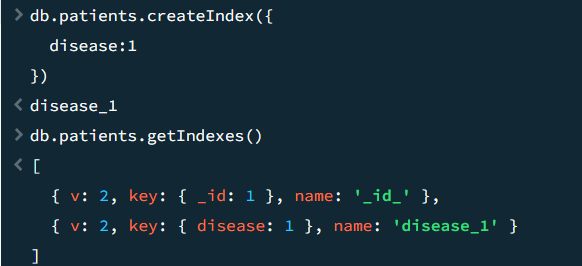 > db.patients.createIndex({
disease:1
})
< disease_1
> db.patients.getIndexes()
< [
{ v: 2, key: { _id: 1 }, name: '_id_' },
{ v: 2, key: { disease: 1 }, name: 'disease_1' }
]